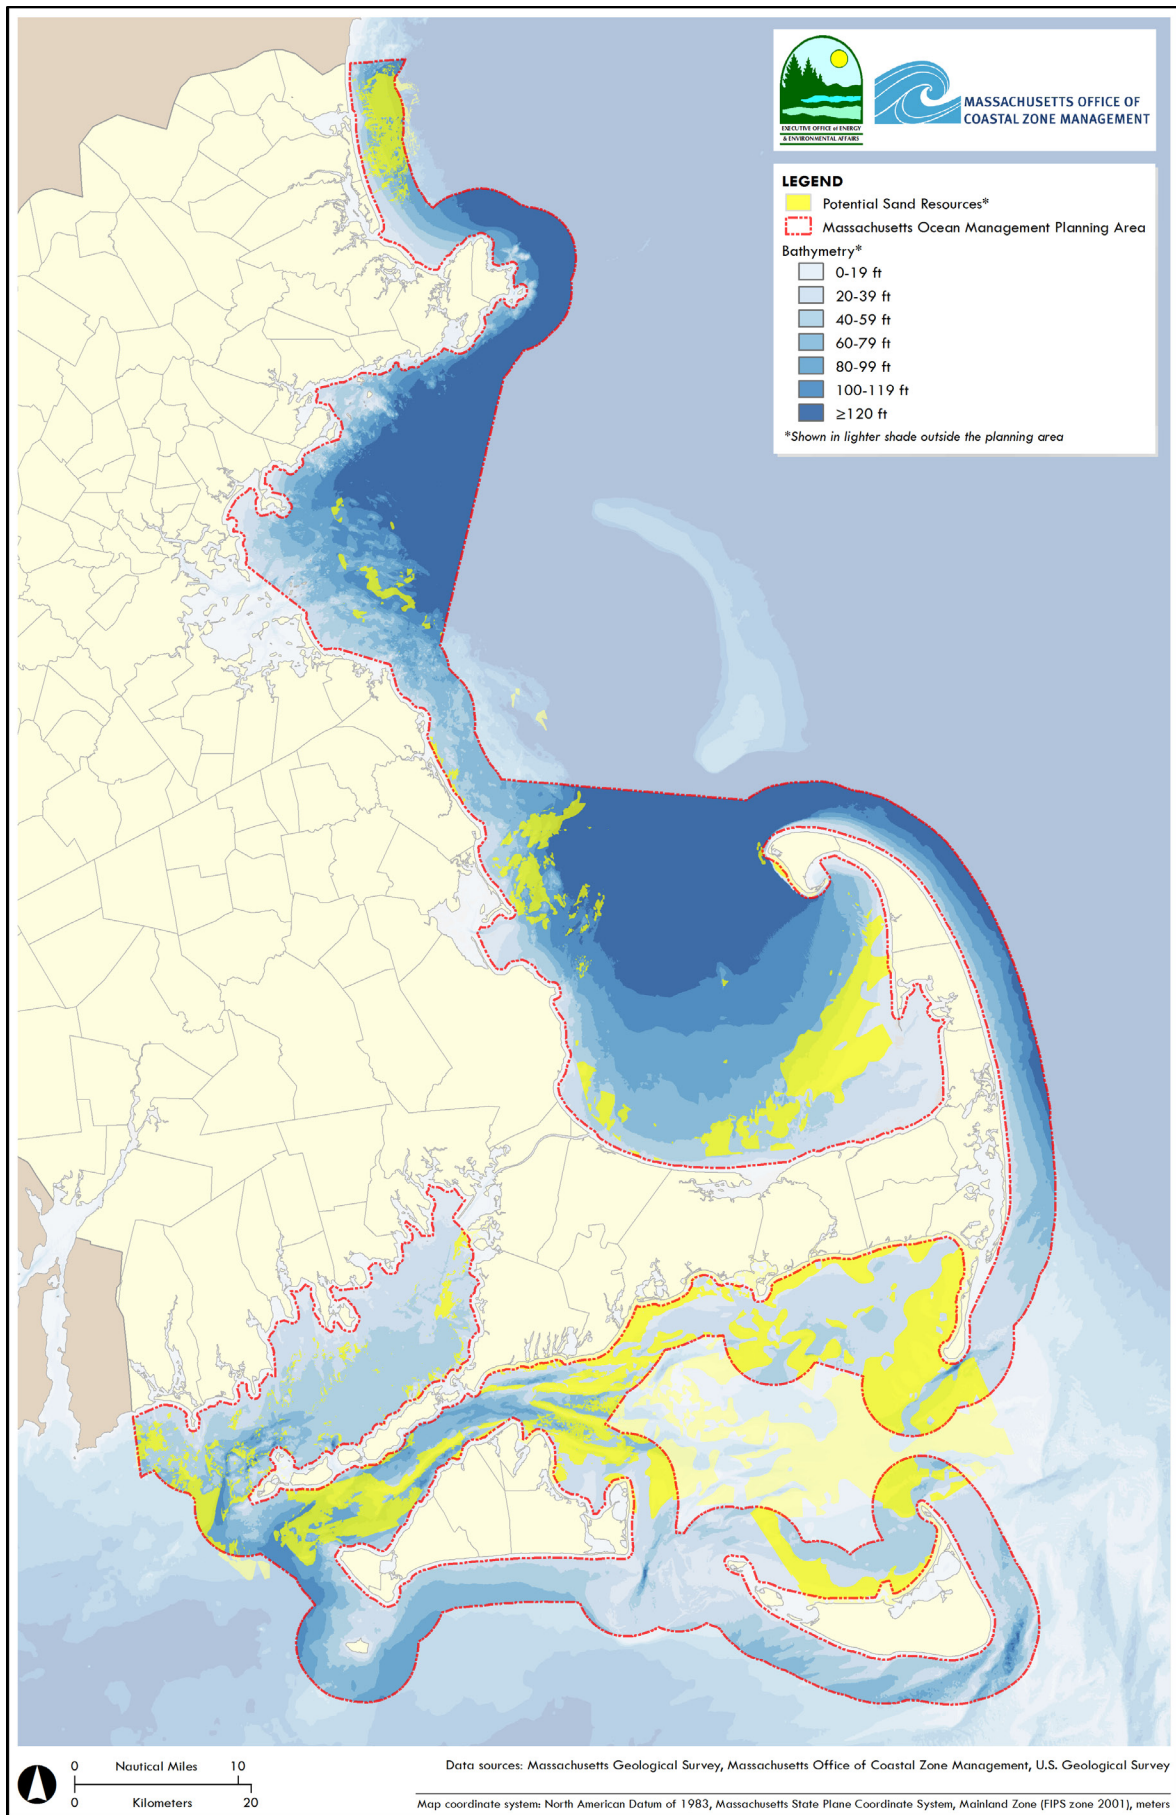 EXECUTIVE OFFICE of ENERGY
& ENVIRONMENTAL AFFAIRS
MASSACHUSETTS OFFICE OF
COASTAL ZONE MANAGEMENT
LEGEND
Potential Sand Resources*
Massachusetts Ocean Management Planning Area
Bathymetry*
0-19 ft
20-39 ft
40-59 ft
60-79 ft
80-99 ft
100-119 ft
≥120 ft
*Shown in lighter shade outside the planning area
0 Nautical Miles 10
0 Kilometers 20
Data sources: Massachusetts Geological Survey, Massachusetts Office of Coastal Zone Management, U.S. Geological Survey
Map coordinate system: North American Datum of 1983, Massachusetts State Plane Coordinate System, Mainland Zone (FIPS zone 2001), meters